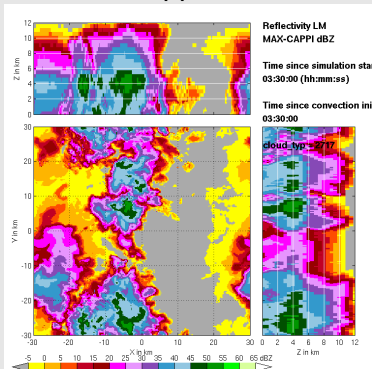 Reflectivity LM
MAX-CAPPI dBZ
Time since simulation star
03:30:00 (hh:mm:ss)
Time since convection ini
03:30:00
cloud_typ = 2717
Z in km
12
10
8
6
4
2
0
Y in km
30
20
10
0
-10
-20
-30
-30 -20 -10 0 10 20 30
X in km
0 2 4 6 8 10 12
Z in km
-5 0 5 10 15 20 25 30 35 40 45 50 55 60 65 dBZ